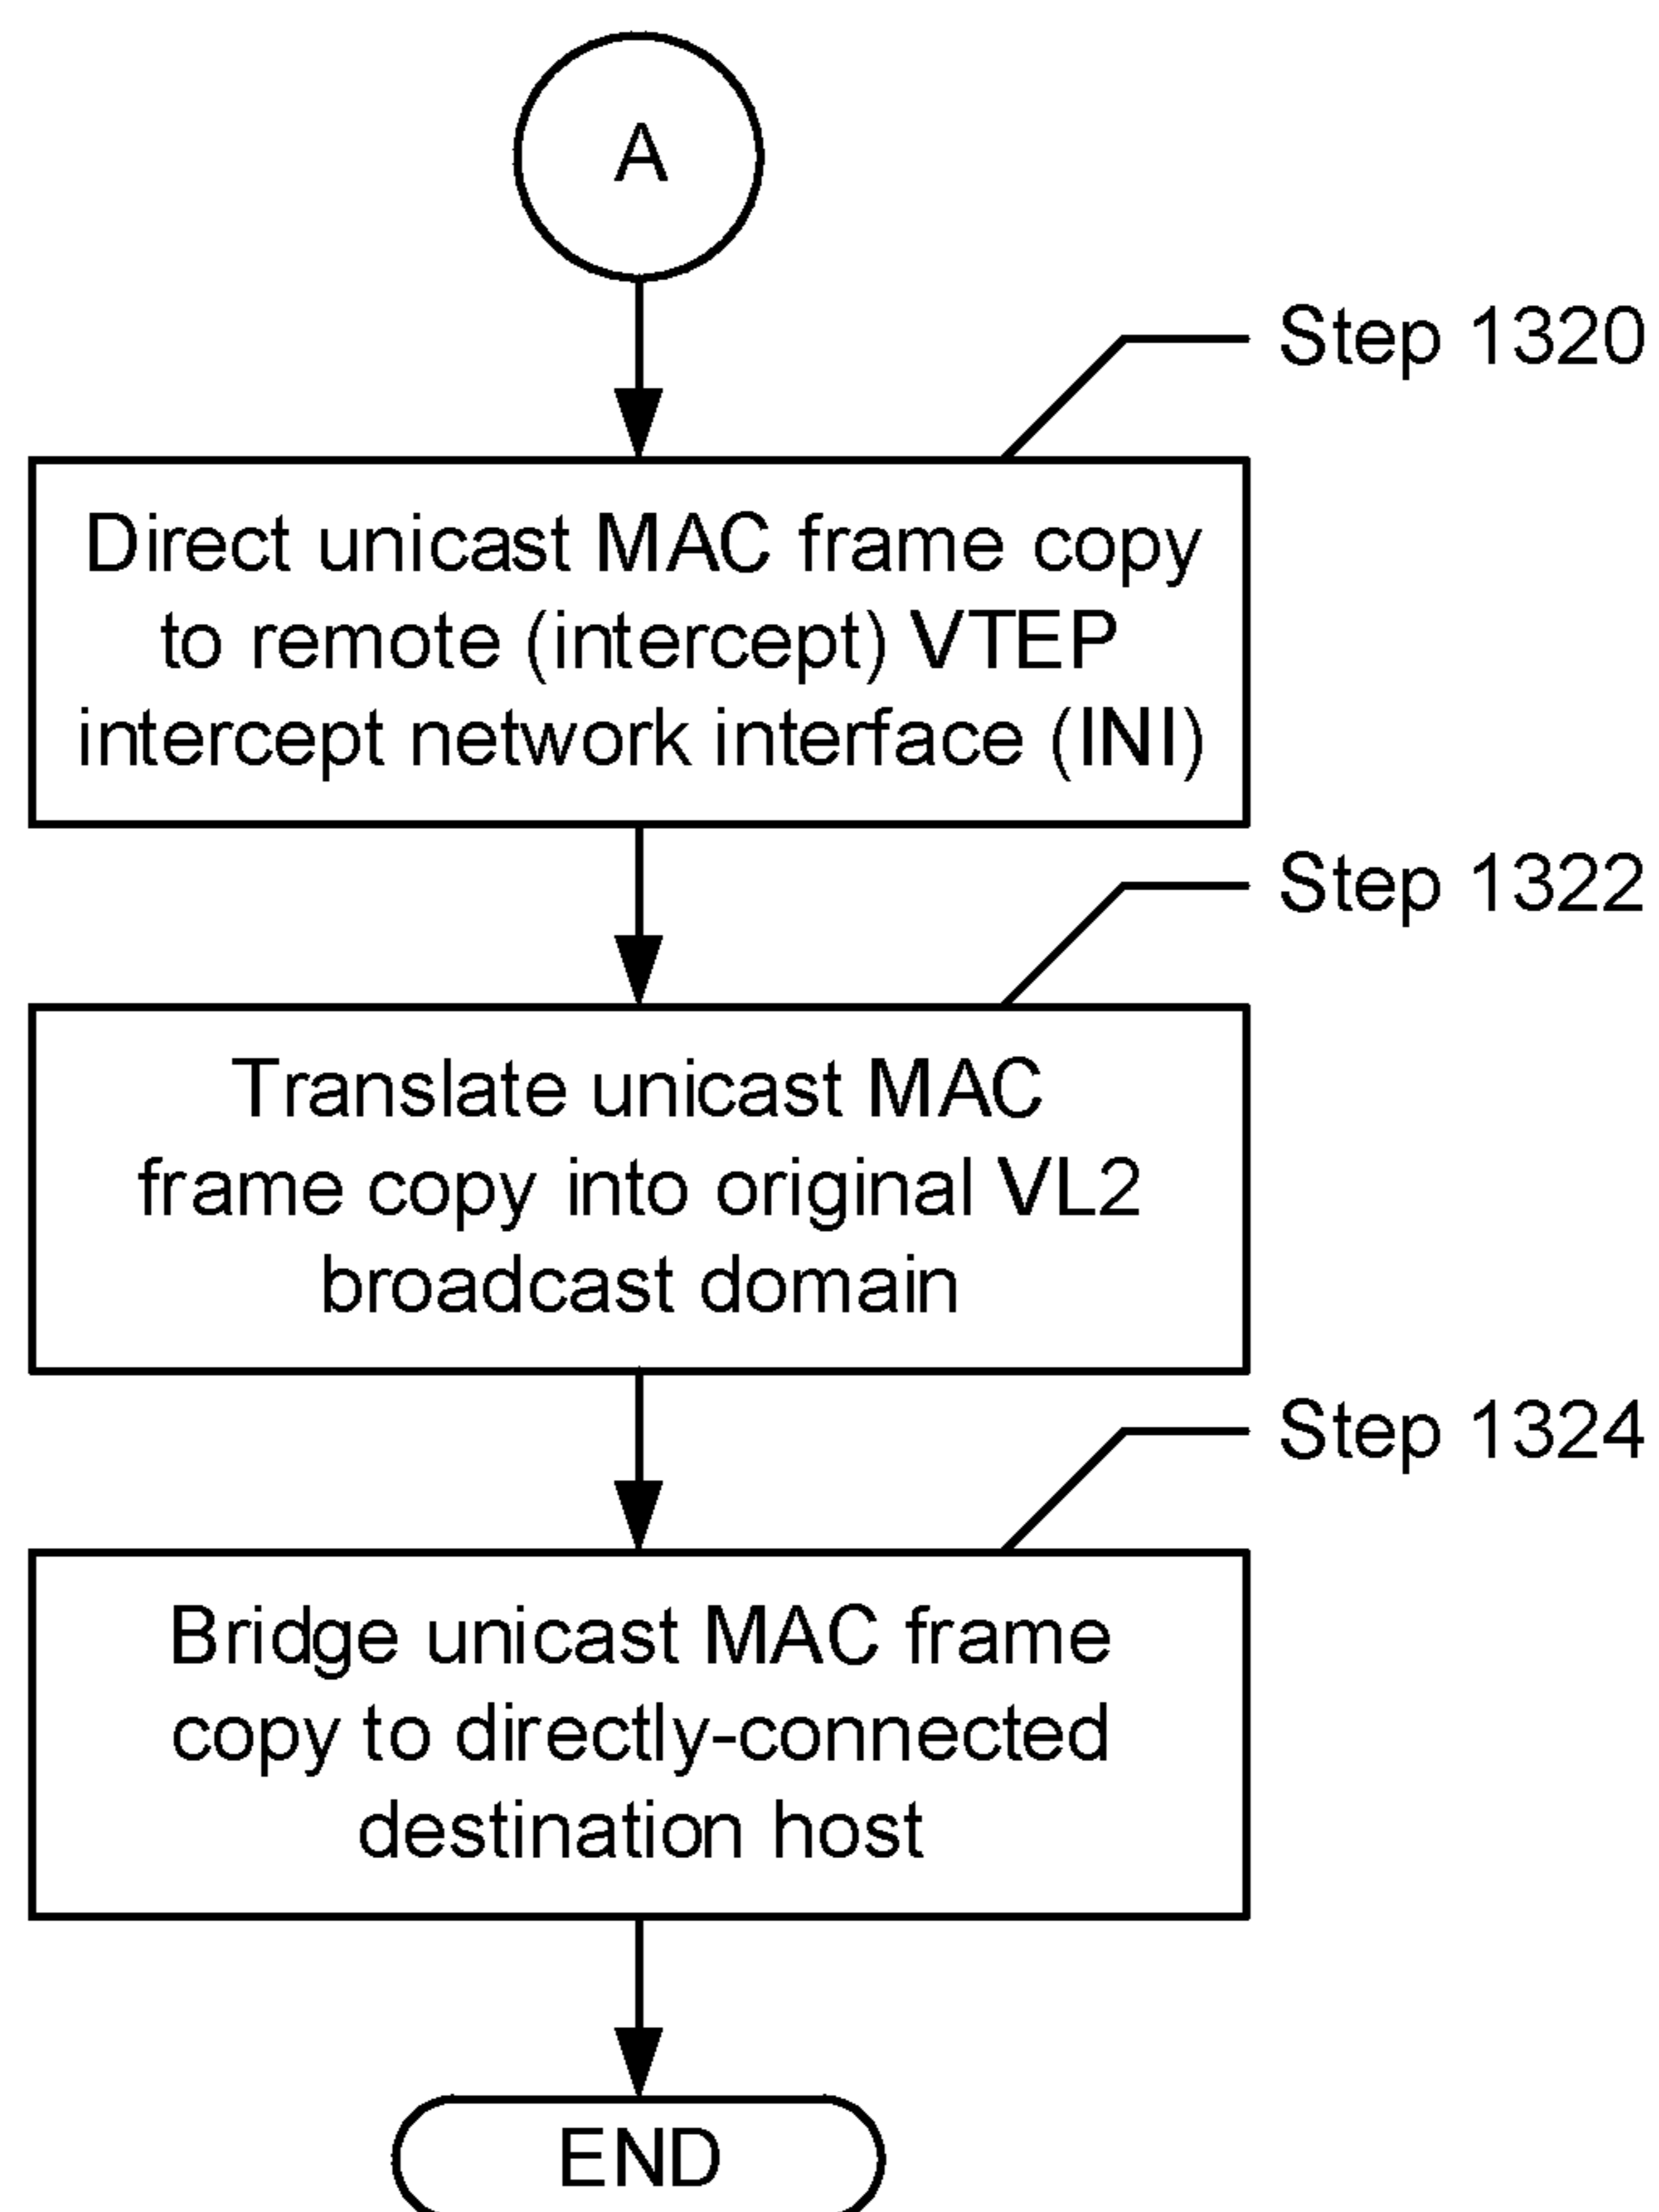 A
Step 1320
Direct unicast MAC frame copy
to remote (intercept) VTEP
intercept network interface (INI)
Step 1322
Translate unicast MAC
frame copy into original VL2
broadcast domain
Step 1324
Bridge unicast MAC frame
copy to directly-connected
destination host
END